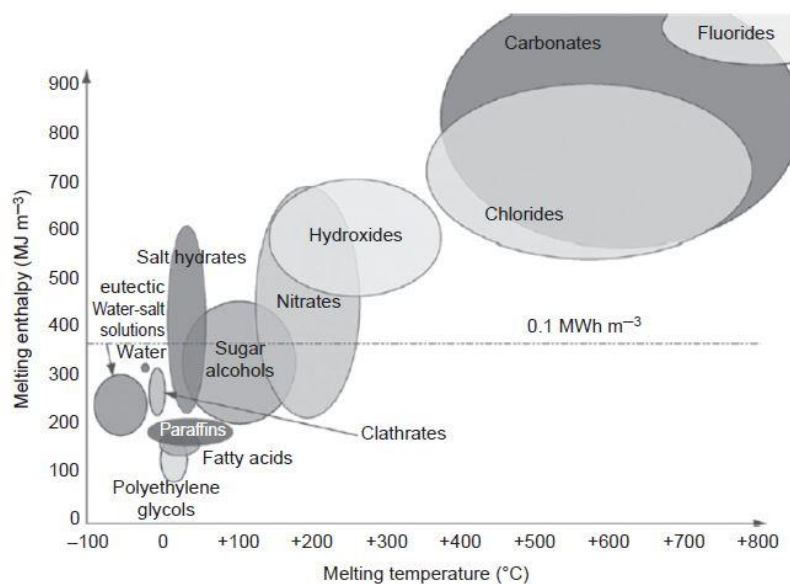 Carbonates
Fluorides
900
800
700
600
500
400
300
200
100
0
Melting enthalpy (MJ m⁻³)
Chlorides
Hydroxides
Salt hydrates
Nitrates
eutectic
Water-salt
solutions
Water
0.1 MWh m⁻³
Sugar
alcohols
Paraffins
Clathrates
Fatty acids
Polyethylene
glycols
–100 0 +100 +200 +300 +400 +500 +600 +700 +800
Melting temperature (°C)